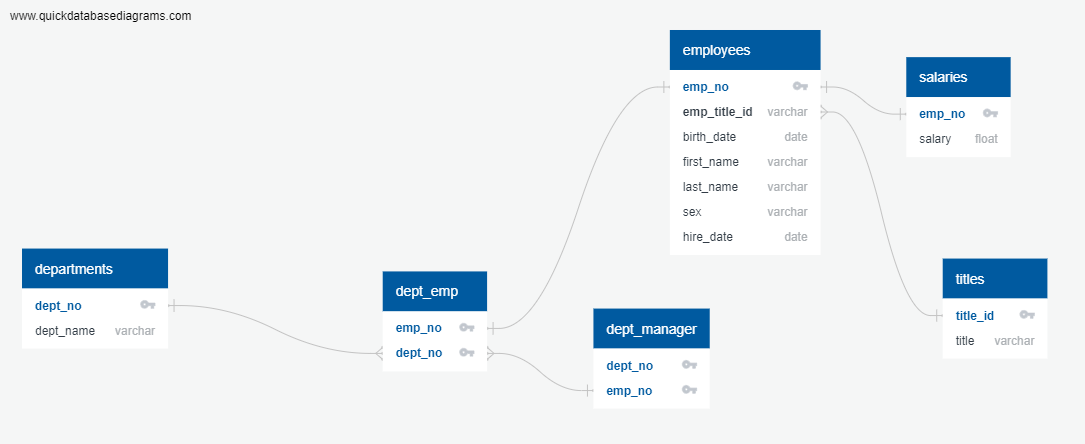 www.quickdatabasediagrams.com
employees
emp_no
emp_title_id varchar
birth_date date
first_name varchar
last_name varchar
sex varchar
hire_date date
salaries
emp_no
salary float
departments
dept_no
dept_name varchar
dept_emp
emp_no
dept_no
dept_manager
dept_no
emp_no
titles
title_id
title varchar